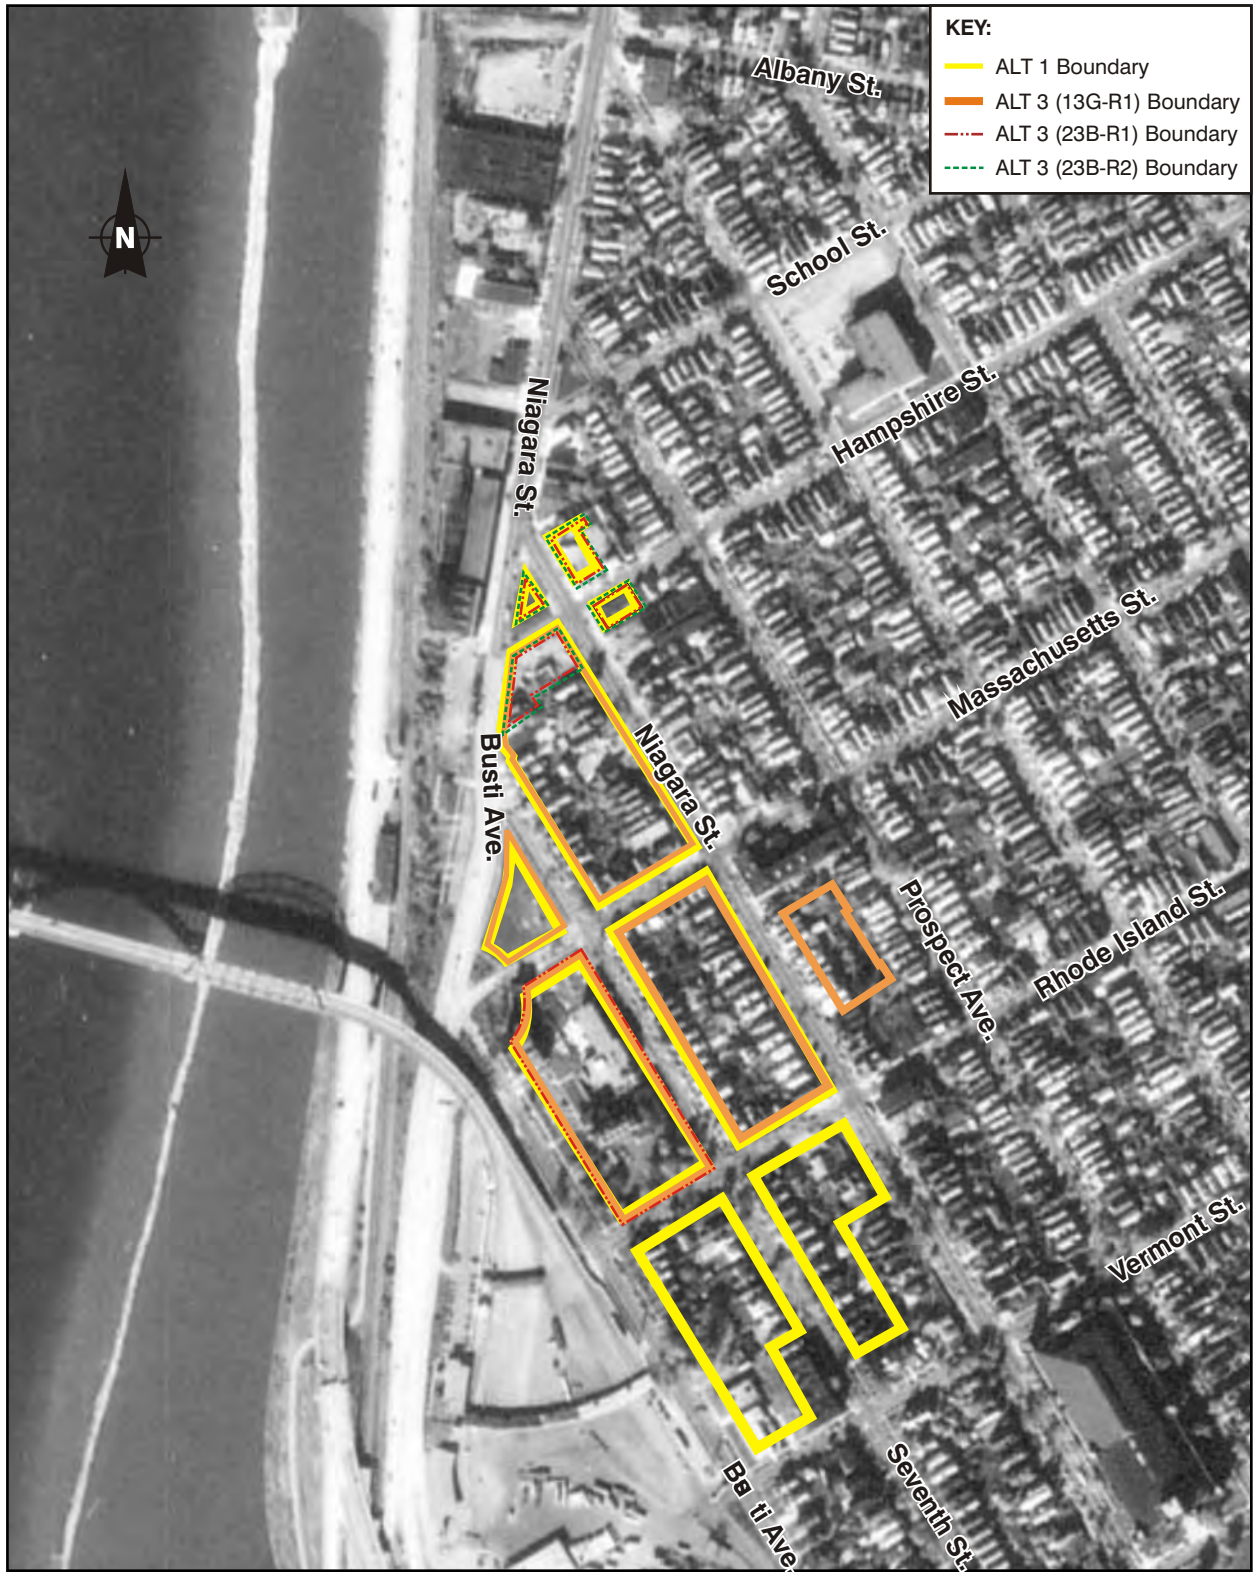 KEY:
ALT 1 Boundary
ALT 3 (13G-R1) Boundary
ALT 3 (23B-R1) Boundary
ALT 3 (23B-R2) Boundary
Albany St.
N
School St.
Hampshire St.
Niagara St.
Massachusetts St.
Niagara St.
Busti Ave.
Prospect Ave.
Rhode Island St.
Vermont St.
Seventh St.
ti Ave.